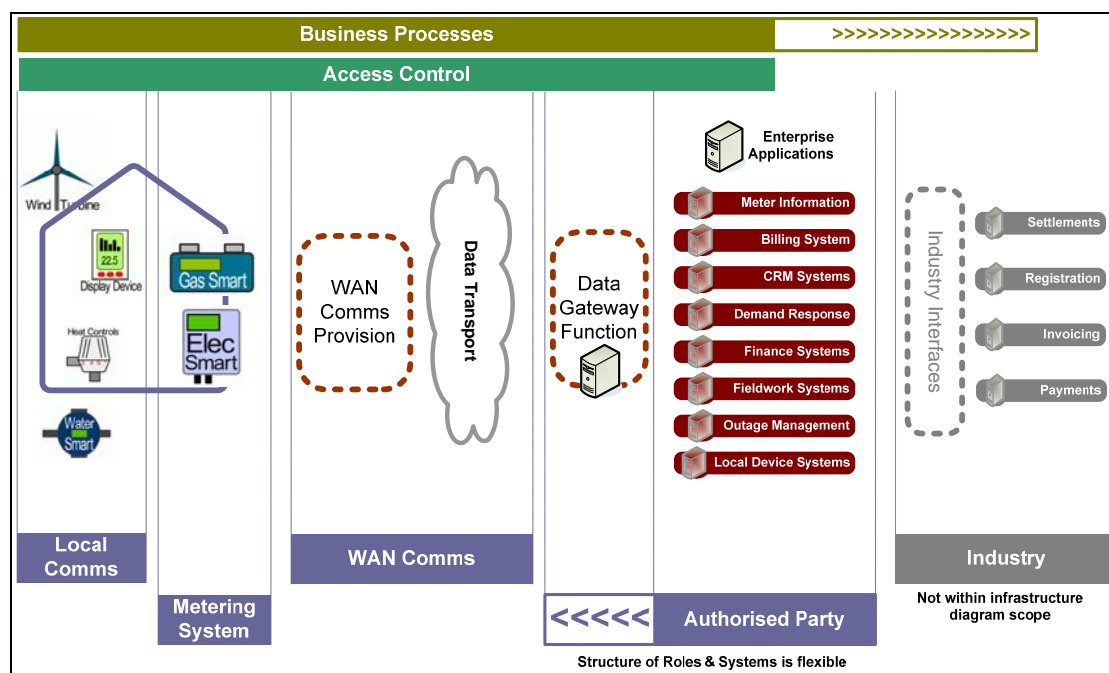 Business Processes
>>>>>>>>>>>>>>>>>>
Access Control
Wind Turbine
22.5
Display Device
Heat Controls
Water
Smart
Gas Smart
Elec
Smart
WAN
Comms
Provision
Data Transport
Data
Gateway
Function
Enterprise
Applications
Meter Information
Billing System
CRM Systems
Demand Response
Finance Systems
Fieldwork Systems
Outage Management
Local Device Systems
Industry Interfaces
Settlements
Registration
Invoicing
Payments
Local
Comms
Metering
System
WAN Comms
<<<<<
Authorised Party
Structure of Roles & Systems is flexible
Industry
Not within infrastructure
diagram scope